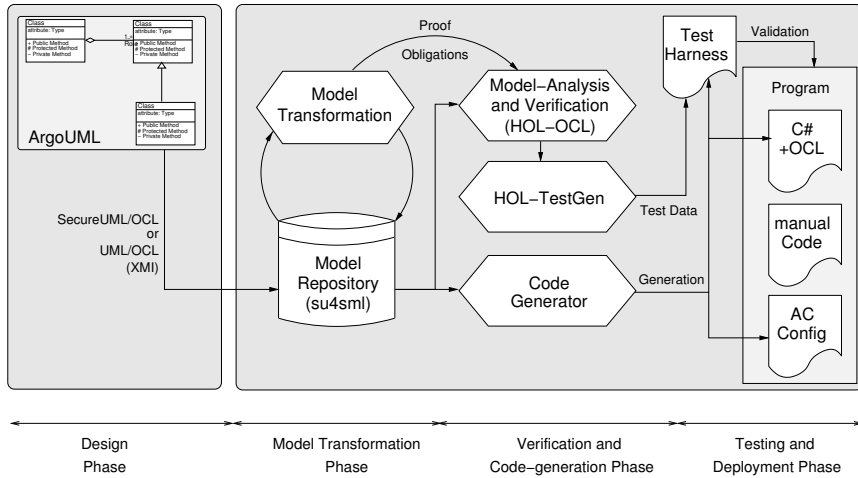 Class
attribute: Type
+ Public Method
# Protected Method
− Private Method
1..*
Class
attribute: Type
+ Public Method
# Protected Method
− Private Method
Class
attribute: Type
+ Public Method
# Protected Method
− Private Method
ArgoUML
SecureUML/OCL
or
UML/OCL
(XMI)
Proof
Obligations
Model
Transformation
Model−Analysis
and Verification
(HOL−OCL)
HOL−TestGen
Model
Repository
(su4sml)
Code
Generator
Test Data
Generation
Test
Harness
Validation
Program
C#
+OCL
manual
Code
AC
Config
Design
Phase
Model Transformation
Phase
Verification and
Code−generation Phase
Testing and
Deployment Phase